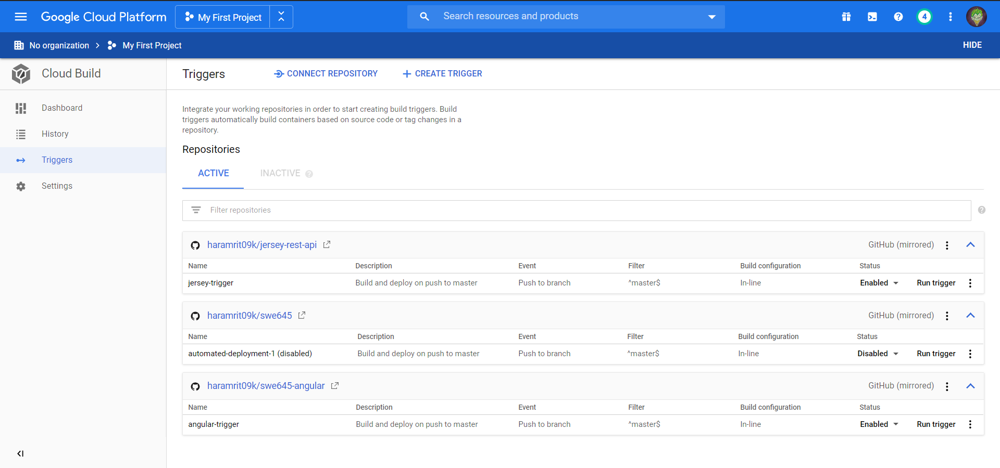 Google Cloud Platform My First Project Search resources and products 4
No organization My First Project HIDE
Cloud Build
Dashboard
History
Triggers
Settings
Triggers CONNECT REPOSITORY CREATE TRIGGER
Integrate your working repositories in order to start creating build triggers. Build
triggers automatically build containers based on source code or tag changes in a
repository.
Repositories
ACTIVE INACTIVE
Filter repositories
haramrit09k/jersey-rest-api GitHub (mirrored)
Name Description Event Filter Build configuration Status
jersey-trigger Build and deploy on push to master Push to branch ^master$ In-line Enabled Run trigger
haramrit09k/swe645 GitHub (mirrored)
Name Description Event Filter Build configuration Status
automated-deployment-1 (disabled) Build and deploy on push to master Push to branch ^master$ In-line Disabled Run trigger
haramrit09k/swe645-angular GitHub (mirrored)
Name Description Event Filter Build configuration Status
angular-trigger Build and deploy on push to master Push to branch ^master$ In-line Enabled Run trigger